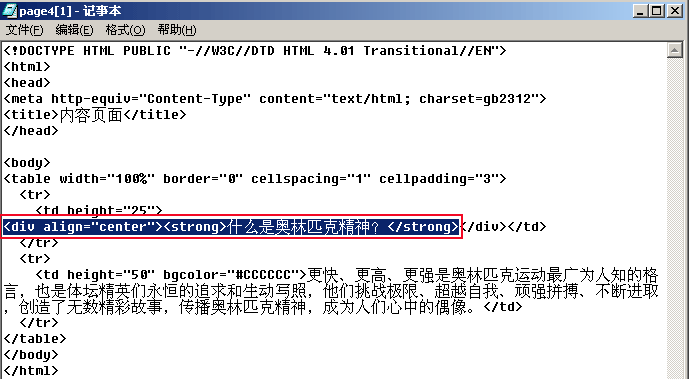 page4[1] - 记事本
文件(F) 编辑(E) 格式(O) 帮助(H)
<!DOCTYPE HTML PUBLIC "-//W3C//DTD HTML 4.01 Transitional//EN">
<html>
<head>
<meta http-equiv="Content-Type" content="text/html; charset=gb2312">
<title>内容页面</title>
</head>
<body>
<table width="100%" border="0" cellspacing="1" cellpadding="3">
<tr>
<td height="25">
<div align="center"><strong>什么是奥林匹克精神？</strong></div></td>
</tr>
<tr>
<td height="50" bgcolor="#CCCCCC">更快、更高、更强是奥林匹克运动最广为人知的格
言，也是体坛精英们永恒的追求和生动写照，他们挑战极限、超越自我、顽强拼搏、不断进取
，创造了无数精彩故事，传播奥林匹克精神，成为人们心中的偶像。</td>
</tr>
</table>
</body>
</html>